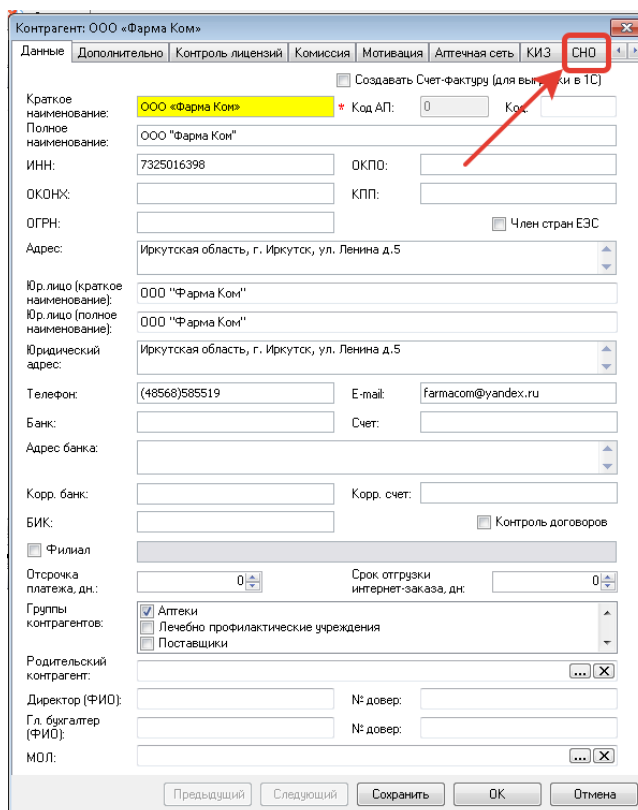 Контрагент: ООО «Фарма Ком»
Данные Дополнительно Контроль лицензий Комиссия Мотивация Аптечная сеть КИЗ СНО
Создавать Счет-фактуру (для выгрузки в 1С)
Краткое наименование: ООО «Фарма Ком» * Код АП: 0 Код:
Полное наименование: ООО "Фарма Ком"
ИНН: 7325016398 ОКПО:
ОКОНХ: КПП:
ОГРН: Член стран ЕЭС
Адрес: Иркутская область, г. Иркутск, ул. Ленина д.5
Юр.лицо (краткое наименование): ООО "Фарма Ком"
Юр.лицо (полное наименование): ООО "Фарма Ком"
Юридический адрес: Иркутская область, г. Иркутск, ул. Ленина д.5
Телефон: (48568)585519 E-mail: farmacom@yandex.ru
Банк: Счет:
Адрес банка:
Корр. банк: Корр. счет:
БИК: Контроль договоров
Филиал
Отсрочка платежа, дн.: 0 Срок отгрузки интернет-заказа, дн: 0
Группы контрагентов: Аптеки
Лечебно профилактические учреждения
Поставщики
Родительский контрагент: ...
Директор (ФИО): № довер:
Гл. бухгалтер (ФИО): № довер:
МОЛ: ...
Предыдущий Следующий Сохранить OK Отмена